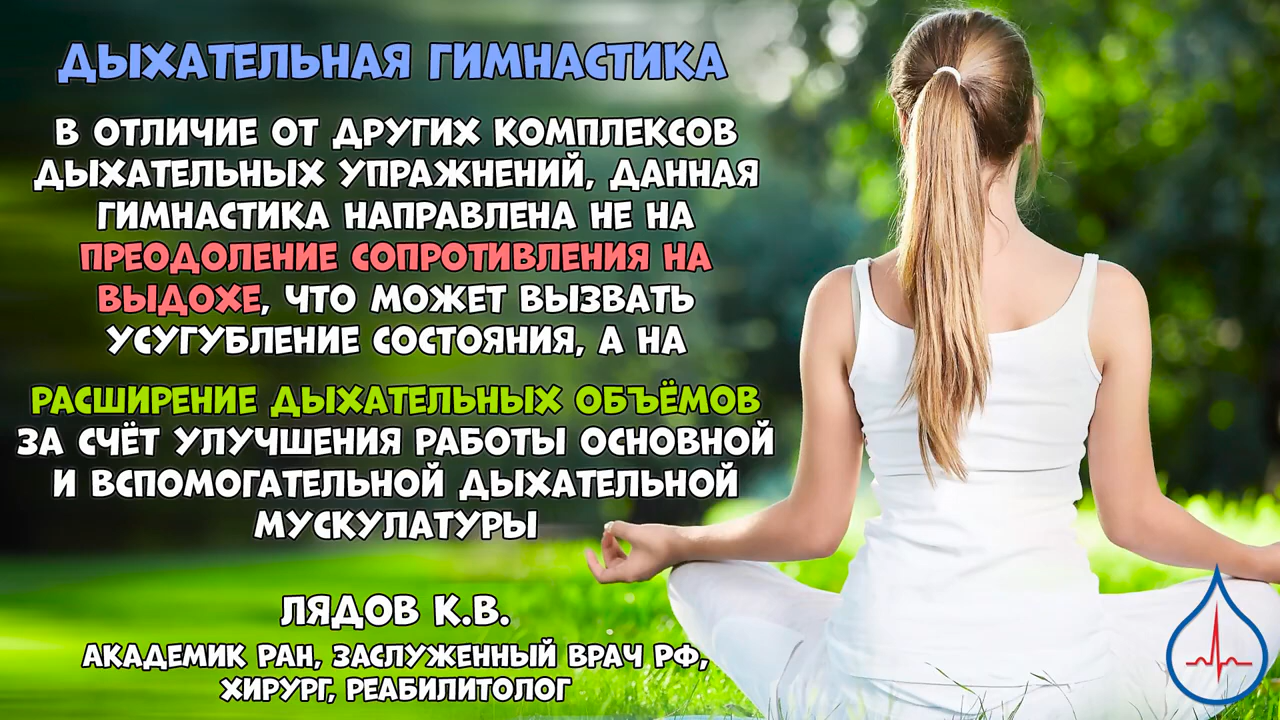 ДЫХАТЕЛЬНАЯ ГИМНАСТИКА
В ОТЛИЧИЕ ОТ ДРУГИХ КОМПЛЕКСОВ
ДЫХАТЕЛЬНЫХ УПРАЖНЕНИЙ, ДАННАЯ
ГИМНАСТИКА НАПРАВЛЕНА НЕ НА
ПРЕОДОЛЕНИЕ СОПРОТИВЛЕНИЯ НА
ВЫДОХЕ, ЧТО МОЖЕТ ВЫЗВАТЬ
УСУГУБЛЕНИЕ СОСТОЯНИЯ, А НА
РАСШИРЕНИЕ ДЫХАТЕЛЬНЫХ ОБЪЁМОВ
ЗА СЧЁТ УЛУЧШЕНИЯ РАБОТЫ ОСНОВНОЙ
И ВСПОМОГАТЕЛЬНОЙ ДЫХАТЕЛЬНОЙ
МУСКУЛАТУРЫ
ЛЯДОВ К.В.
АКАДЕМИК РАН, ЗАСЛУЖЕННЫЙ ВРАЧ РФ,
ХИРУРГ, РЕАБИЛИТОЛОГ